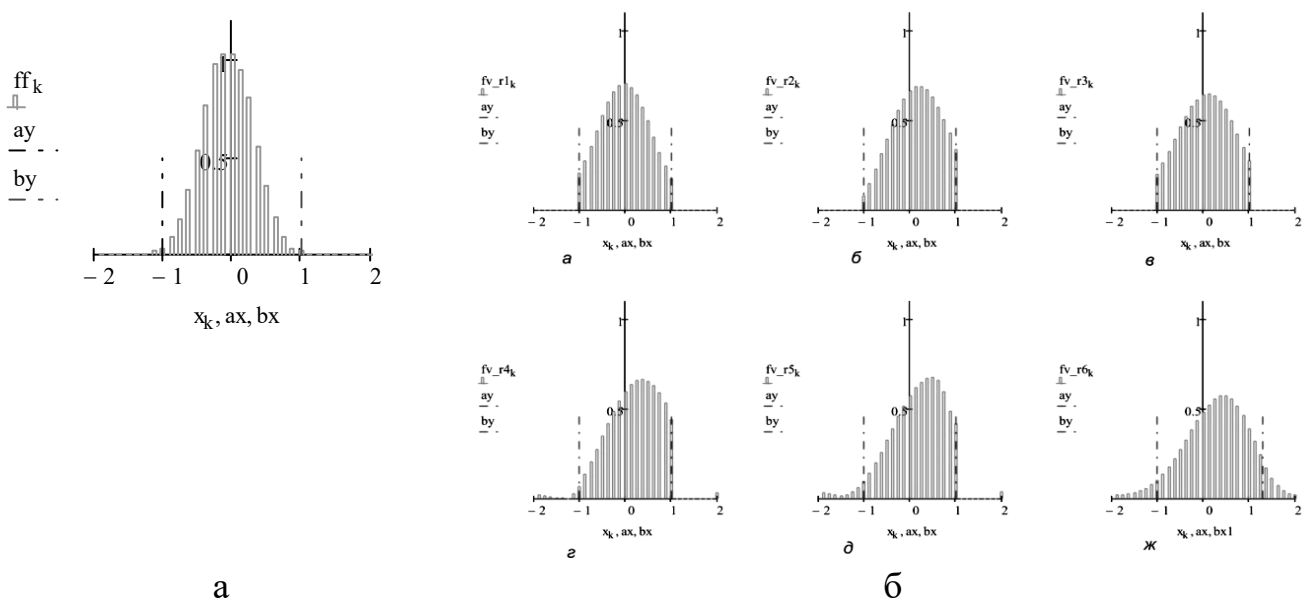 ff_k
ay
by
1
0.5
− 2 − 1 0 1 2
x_k , ax, bx
fv_r1_k
ay
by
1
0.5
− 2 − 1 0 1 2
x_k , ax, bx
а
fv_r2_k
ay
by
1
0.5
− 2 − 1 0 1 2
x_k , ax, bx
б
fv_r3_k
ay
by
1
0.5
− 2 − 1 0 1 2
x_k , ax, bx
в
fv_r4_k
ay
by
1
0.5
− 2 − 1 0 1 2
x_k , ax, bx
г
fv_r5_k
ay
by
1
0.5
− 2 − 1 0 1 2
x_k , ax, bx
д
fv_r6_k
ay
by
1
0.5
− 2 − 1 0 1 2
x_k , ax, bx1
ж
а б